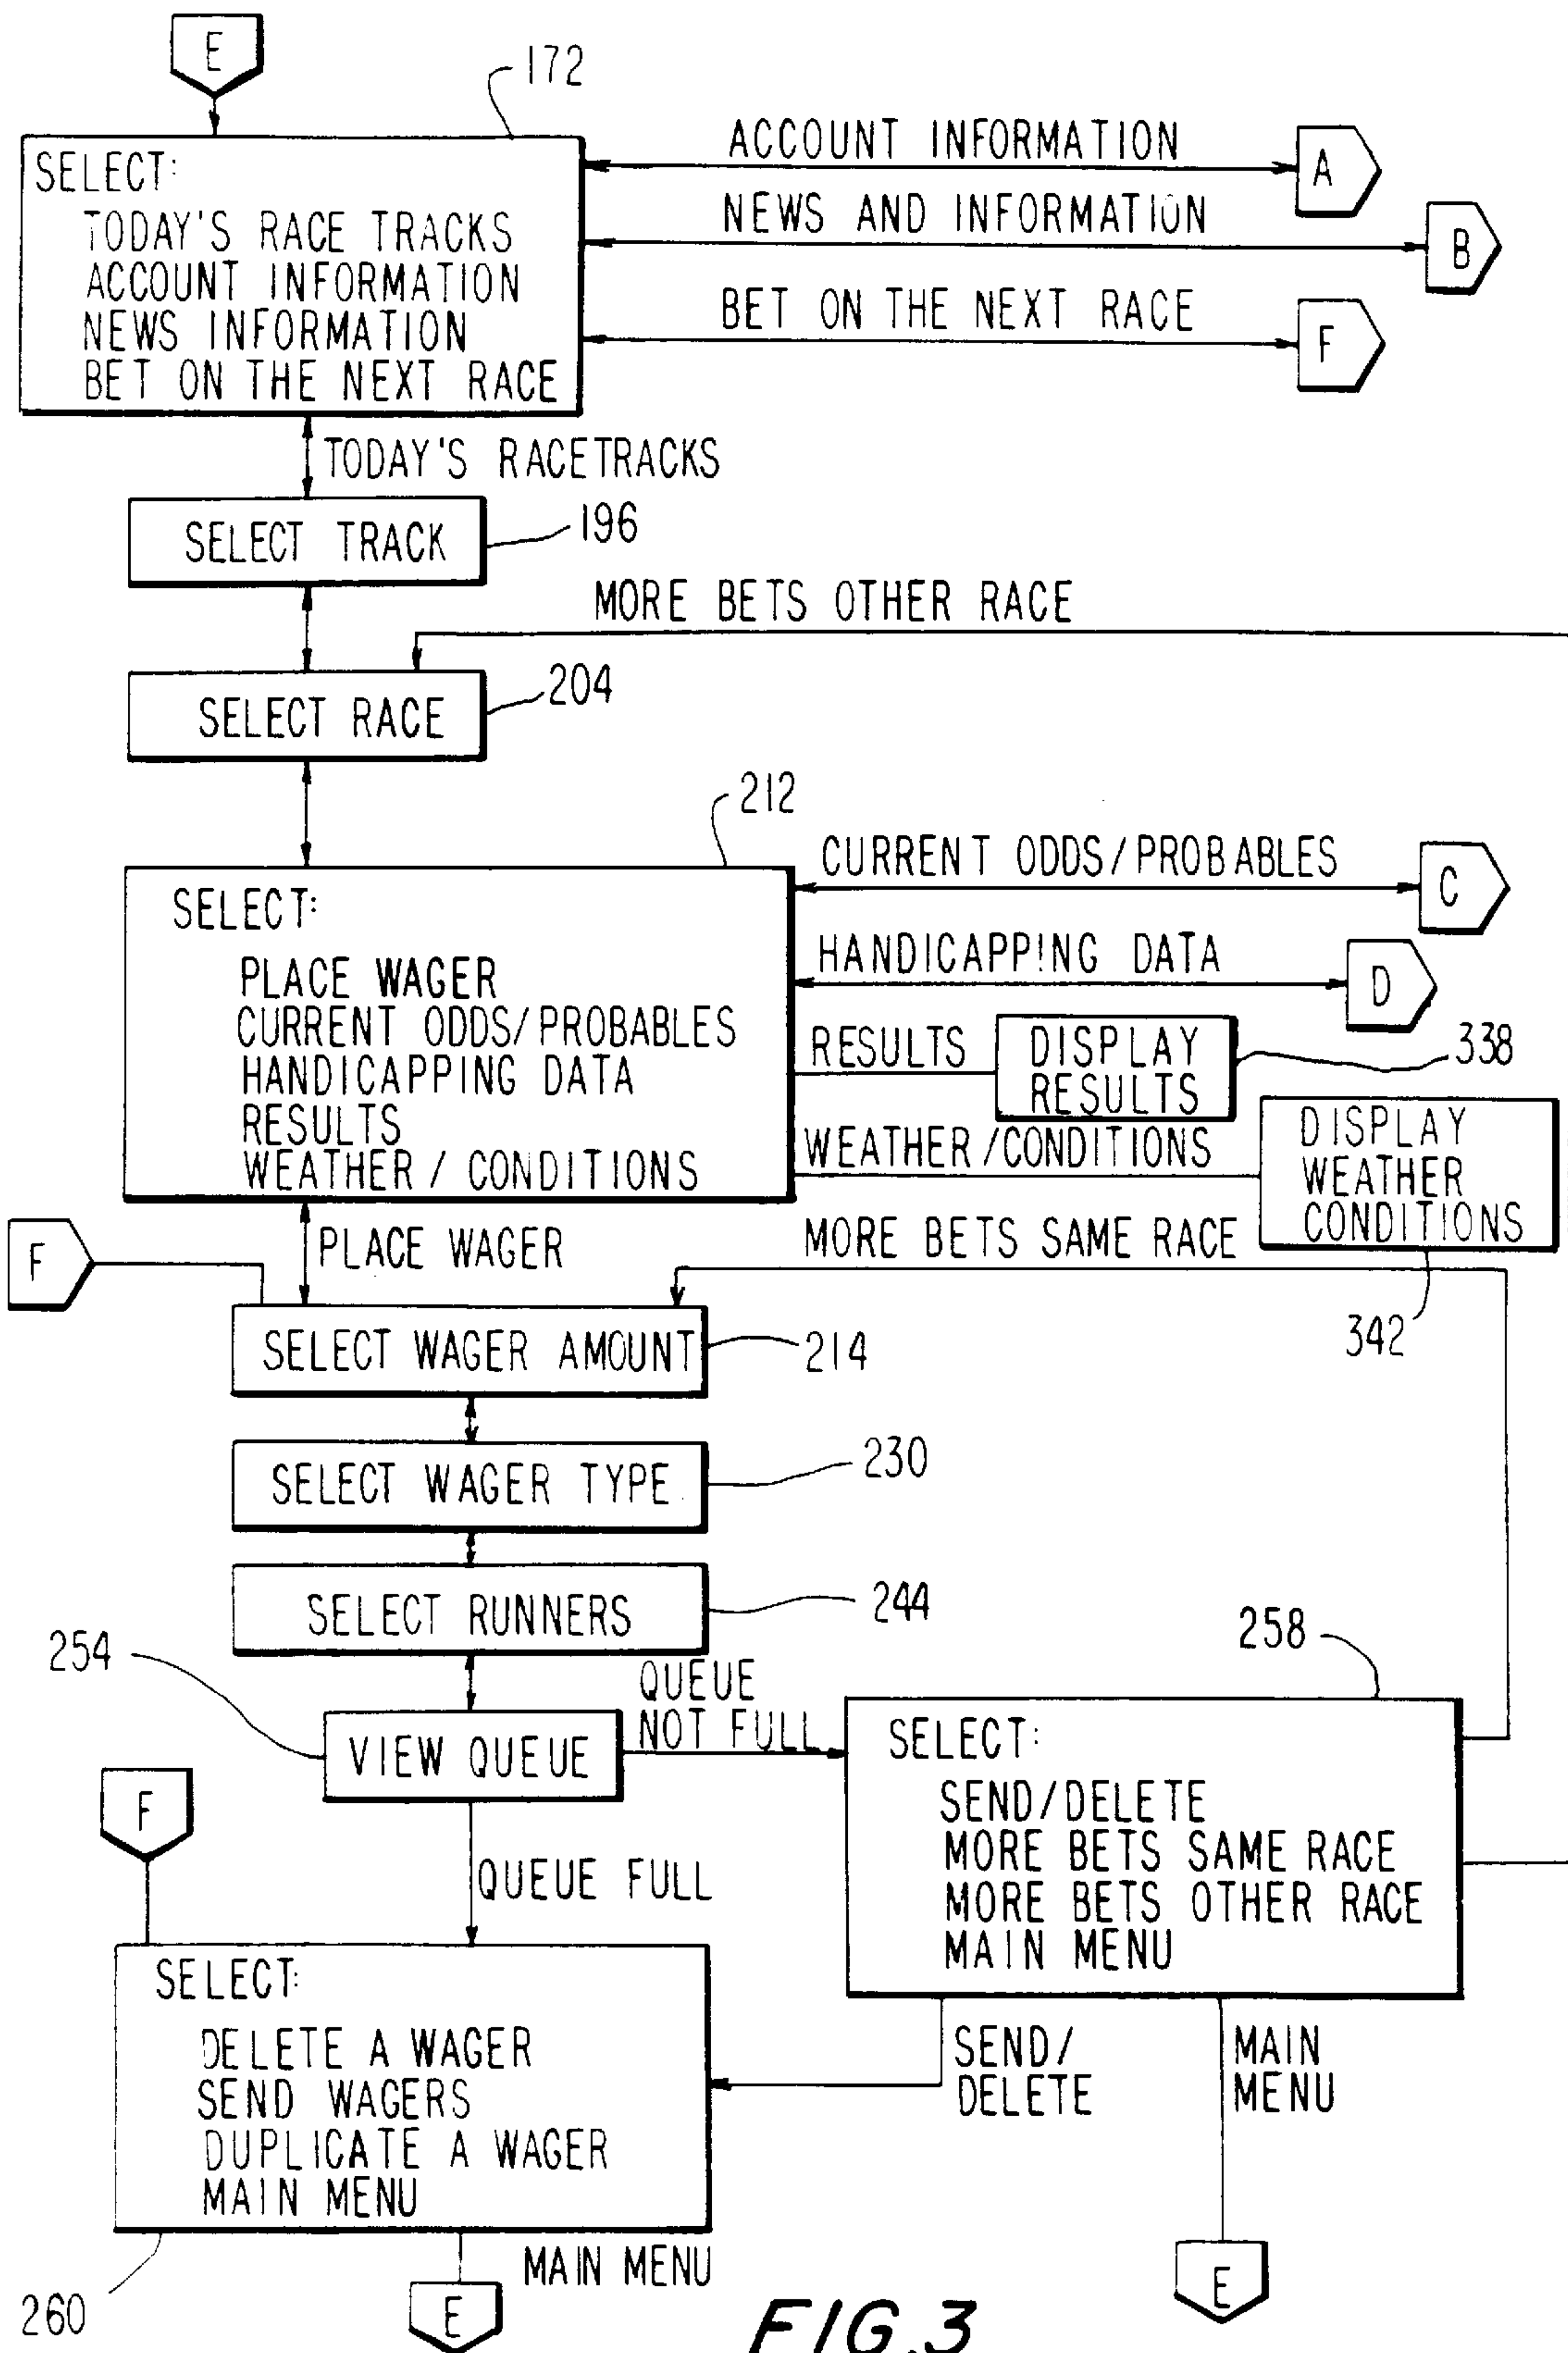 E
172
SELECT:
TODAY'S RACE TRACKS
ACCOUNT INFORMATION
NEWS INFORMATION
BET ON THE NEXT RACE
ACCOUNT INFORMATION
A
NEWS AND INFORMATION
B
BET ON THE NEXT RACE
F
TODAY'S RACETRACKS
SELECT TRACK
196
MORE BETS OTHER RACE
SELECT RACE
204
212
SELECT:
PLACE WAGER
CURRENT ODDS/PROBABLES
HANDICAPPING DATA
RESULTS
WEATHER / CONDITIONS
CURRENT ODDS/PROBABLES
C
HANDICAPPING DATA
D
RESULTS
DISPLAY
RESULTS
338
WEATHER/CONDITIONS
DISPLAY
WEATHER
CONDITIONS
342
F
PLACE WAGER
MORE BETS SAME RACE
SELECT WAGER AMOUNT
214
SELECT WAGER TYPE
230
SELECT RUNNERS
244
254
VIEW QUEUE
QUEUE
NOT FULL
258
SELECT:
SEND/DELETE
MORE BETS SAME RACE
MORE BETS OTHER RACE
MAIN MENU
F
QUEUE FULL
SELECT:
DELETE A WAGER
SEND WAGERS
DUPLICATE A WAGER
MAIN MENU
SEND/
DELETE
MAIN
MENU
260
MAIN MENU
E
E
FIG.3